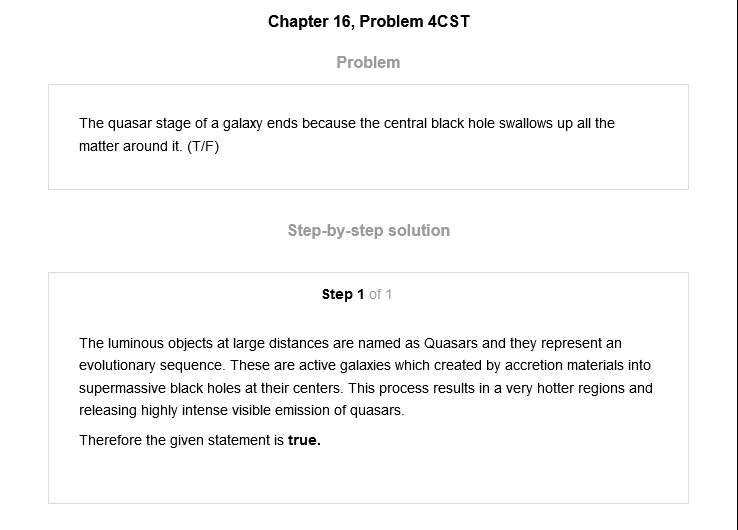 Chapter 16, Problem 4CST
Problem
The quasar stage of a galaxy ends because the central black hole swallows up all the
matter around it. (T/F)
Step-by-step solution
Step 1 of 1
The luminous objects at large distances are named as Quasars and they represent an
evolutionary sequence. These are active galaxies which created by accretion materials into
supermassive black holes at their centers. This process results in a very hotter regions and
releasing highly intense visible emission of quasars.
Therefore the given statement is true.